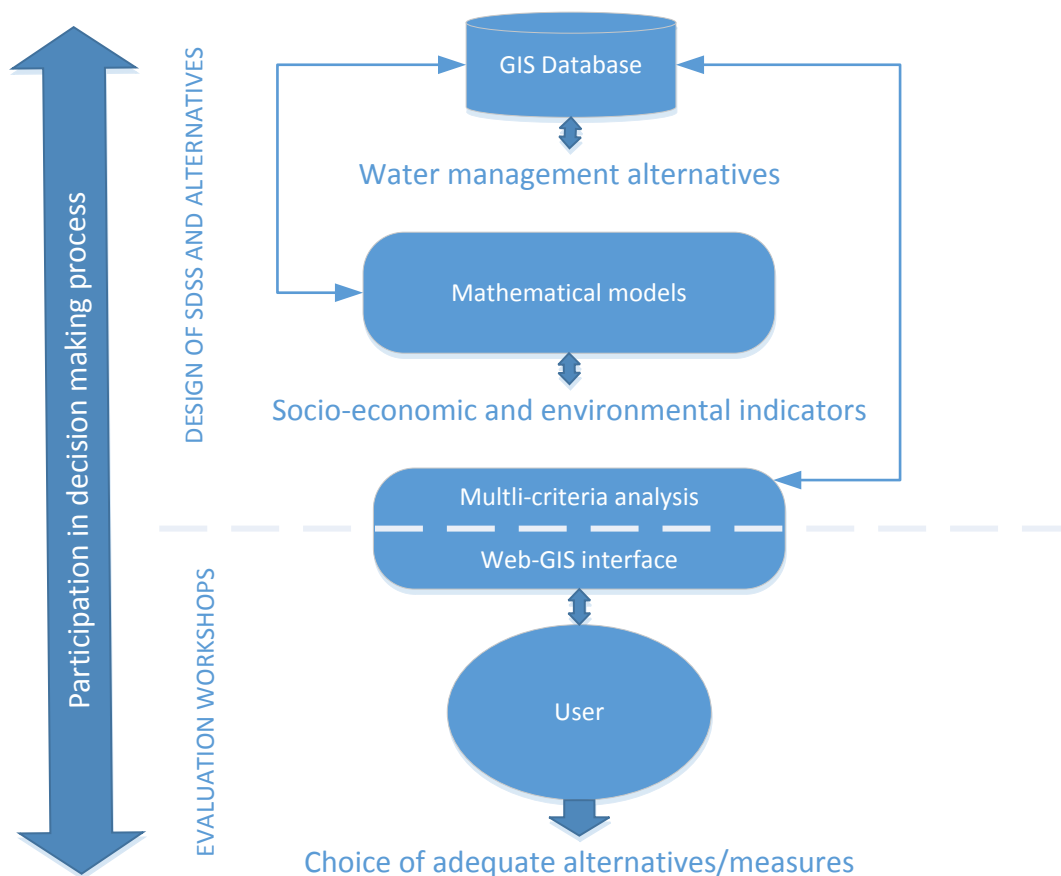 Participation in decision making process
DESIGN OF SDSS AND ALTERNATIVES
GIS Database
Water management alternatives
Mathematical models
Socio-economic and environmental indicators
Multli-criteria analysis
Web-GIS interface
EVALUATION WORKSHOPS
User
Choice of adequate alternatives/measures